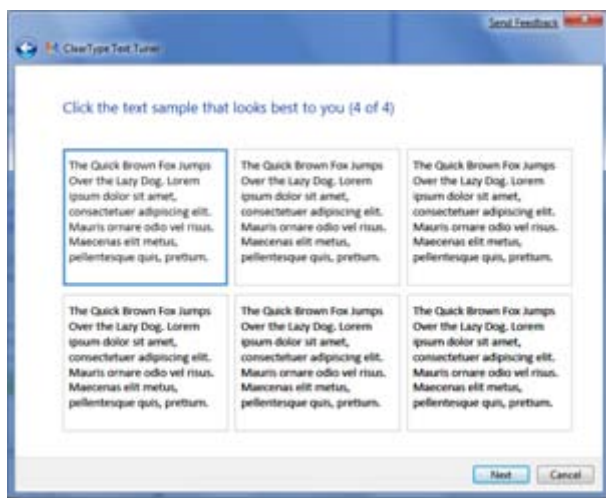 Send Feedback
ClearType Text Tuner
Click the text sample that looks best to you (4 of 4)
The Quick Brown Fox Jumps
Over the Lazy Dog. Lorem
ipsum dolor sit amet,
consectetuer adipiscing elit.
Mauris ornare odio vel risus.
Maecenas elit metus,
pellentesque quis, pretium.
The Quick Brown Fox Jumps
Over the Lazy Dog. Lorem
ipsum dolor sit amet,
consectetuer adipiscing elit.
Mauris ornare odio vel risus.
Maecenas elit metus,
pellentesque quis, pretium.
The Quick Brown Fox Jumps
Over the Lazy Dog. Lorem
ipsum dolor sit amet,
consectetuer adipiscing elit.
Mauris ornare odio vel risus.
Maecenas elit metus,
pellentesque quis, pretium.
The Quick Brown Fox Jumps
Over the Lazy Dog. Lorem
ipsum dolor sit amet,
consectetuer adipiscing elit.
Mauris ornare odio vel risus.
Maecenas elit metus,
pellentesque quis, pretium.
The Quick Brown Fox Jumps
Over the Lazy Dog. Lorem
ipsum dolor sit amet,
consectetuer adipiscing elit.
Mauris ornare odio vel risus.
Maecenas elit metus,
pellentesque quis, pretium.
The Quick Brown Fox Jumps
Over the Lazy Dog. Lorem
ipsum dolor sit amet,
consectetuer adipiscing elit.
Mauris ornare odio vel risus.
Maecenas elit metus,
pellentesque quis, pretium.
Next
Cancel